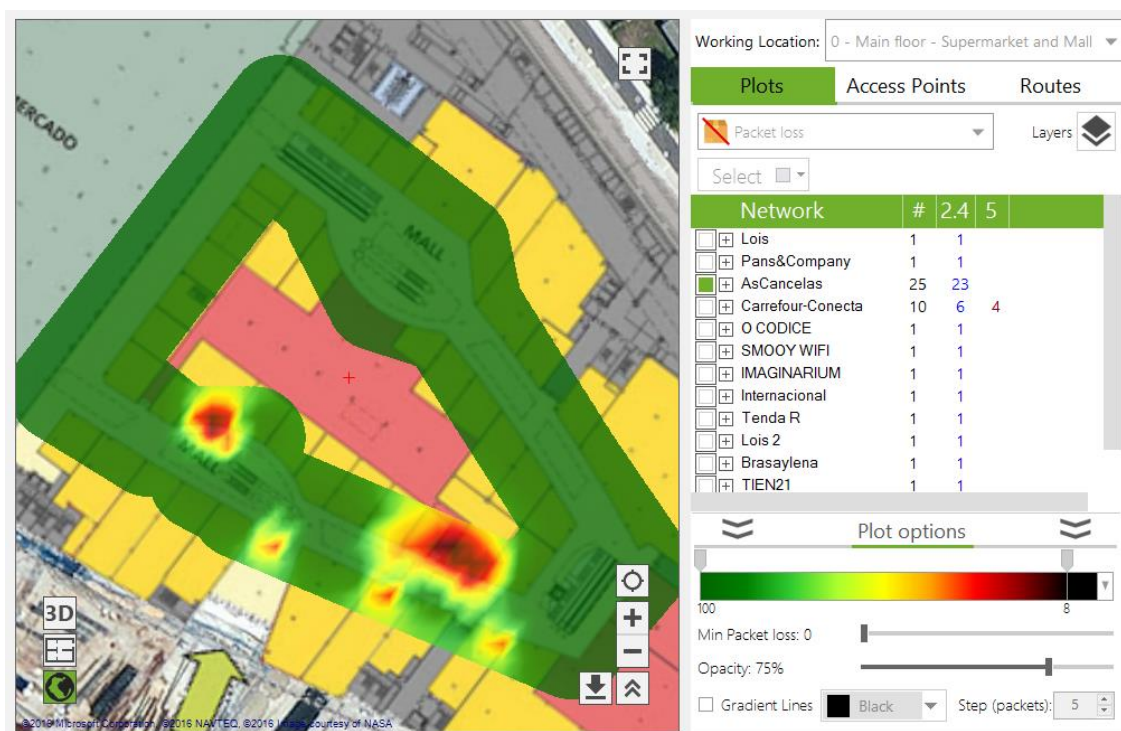 Working Location: 0 - Main floor - Supermarket and Mall
Plots Access Points Routes
Packet loss Layers
Select
Network # 2.4 5
Lois 1 1
Pans&Company 1 1
AsCancelas 25 23
Carrefour-Conecta 10 6 4
O CODICE 1 1
SMOOY WIFI 1 1
IMAGINARIUM 1 1
Internacional 1 1
Tenda R 1 1
Lois 2 1 1
Brasaylena 1 1
TIEN21 1 1
Plot options
100 8
Min Packet loss: 0
Opacity: 75%
Gradient Lines Black Step (packets): 5
MERCADO
MALL
MALL
3D
©2016 Microsoft Corporation, ©2016 NAVTEQ, ©2016 Image courtesy of NASA